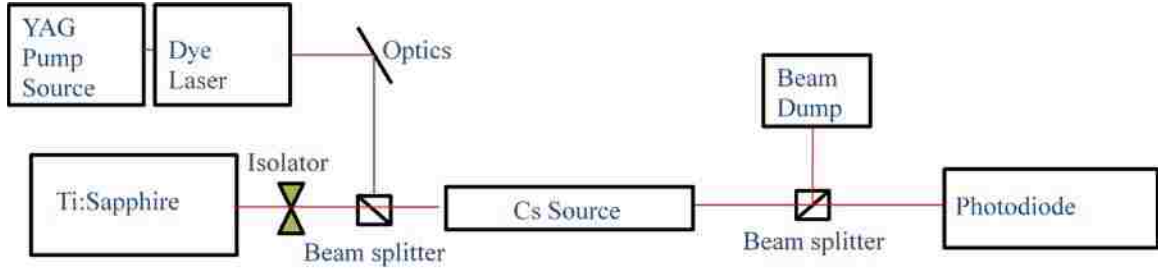 YAG
Pump
Source
Dye
Laser
Optics
Beam
Dump
Isolator
Ti:Sapphire
Beam splitter
Cs Source
Beam splitter
Photodiode